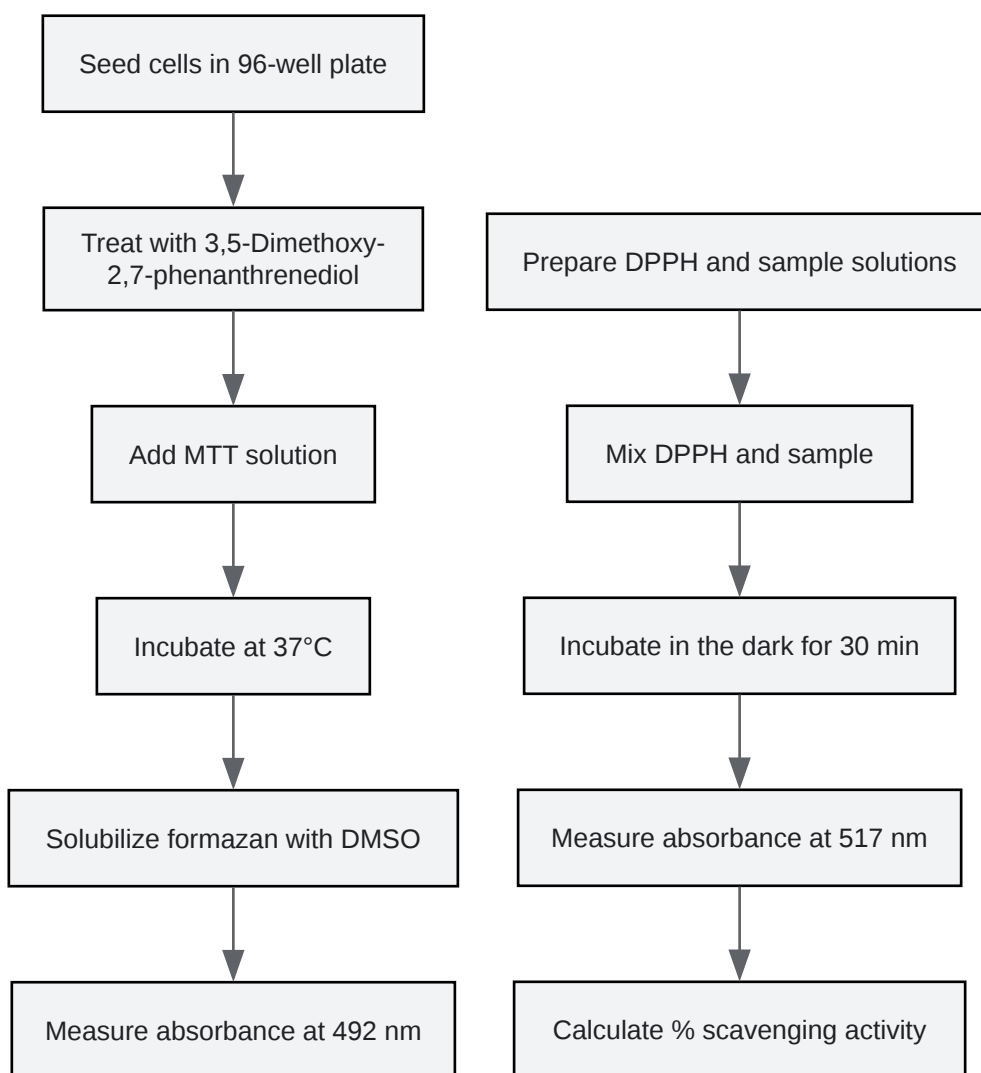 Seed cells in 96-well plate
Treat with 3,5-Dimethoxy-
2,7-phenanthrenediol
Add MTT solution
Incubate at 37°C
Solubilize formazan with DMSO
Measure absorbance at 492 nm
Prepare DPPH and sample solutions
Mix DPPH and sample
Incubate in the dark for 30 min
Measure absorbance at 517 nm
Calculate % scavenging activity